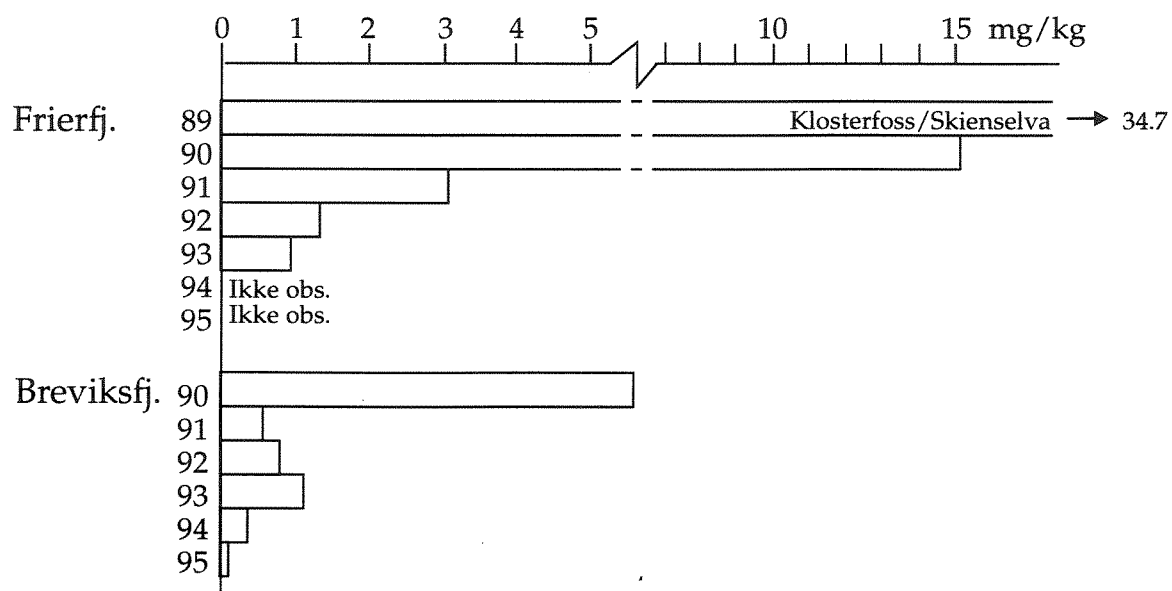 0 1 2 3 4 5 10 15 mg/kg
Frierfj. 89 Klosterfoss/Skienselva → 34.7
90
91
92
93
94 Ikke obs.
95 Ikke obs.
Breviksfj. 90
91
92
93
94
95